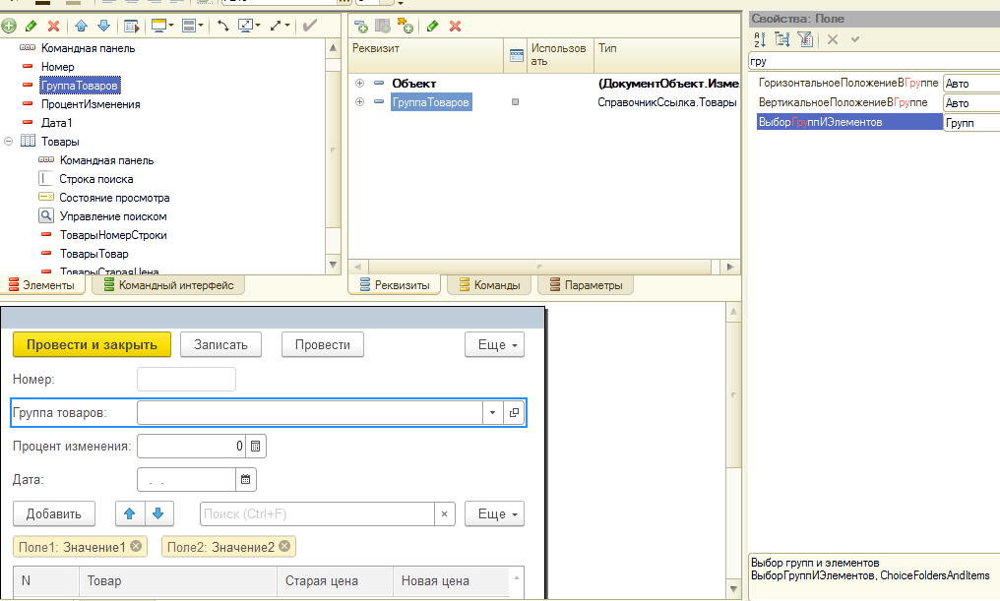 Командная панель
Номер
ГруппаТоваров
ПроцентИзменения
Дата1
Товары
Командная панель
Строка поиска
Состояние просмотра
Управление поиском
ТоварыНомерСтроки
ТоварыТовар
ТоварыСтараяЦена
Элементы
Командный интерфейс
Реквизит
Использов
ать
Тип
Объект
(ДокументОбъект.Изме
ГруппаТоваров
СправочникСсылка.Товары
Реквизиты
Команды
Параметры
Свойства: Поле
гру
ГоризонтальноеПоложениеВГруппе Авто
ВертикальноеПоложениеВГруппе Авто
ВыборГруппИЭлементов Групп
Провести и закрыть
Записать
Провести
Еще
Номер:
Группа товаров:
Процент изменения: 0
Дата: . .
Добавить
Поиск (Ctrl+F)
×
Еще
Поле1: Значение1
Поле2: Значение2
N
Товар
Старая цена
Новая цена
Выбор групп и элементов
ВыборГруппИЭлементов, ChoiceFoldersAndItems